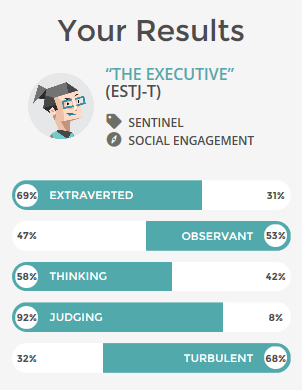 Your Results
“THE EXECUTIVE”
(ESTJ-T)
SENTINEL
SOCIAL ENGAGEMENT
69% EXTRAVERTED 31%
47% OBSERVANT 53%
58% THINKING 42%
92% JUDGING 8%
32% TURBULENT 68%